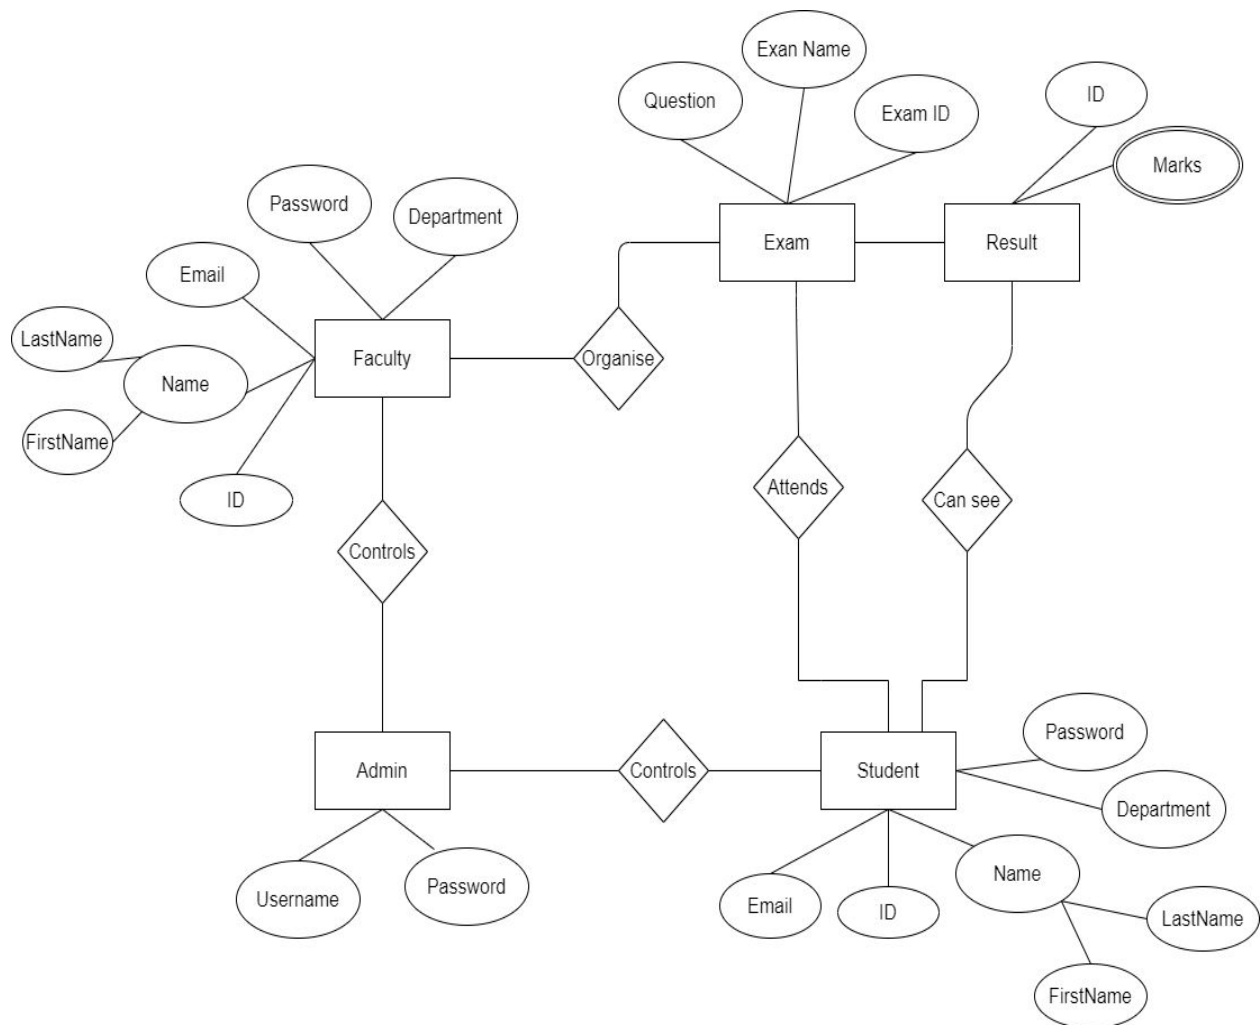 Exan Name
Question
ID
Exam ID
Marks
Password
Department
Exam
Result
Email
LastName
Name
Faculty
Organise
FirstName
ID
Attends
Can see
Controls
Password
Admin
Controls
Student
Department
Username
Password
Email
ID
Name
LastName
FirstName